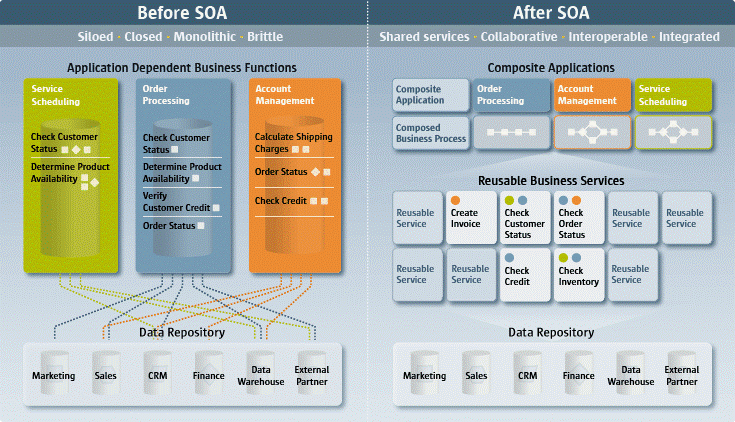 Before SOA
Siloed - Closed - Monolithic - Brittle
Application Dependent Business Functions
Service
Scheduling
Check Customer
Status
Determine Product
Availability
Order
Processing
Check Customer
Status
Determine Product
Availability
Verify
Customer Credit
Order Status
Account
Management
Calculate Shipping
Charges
Order Status
Check Credit
Data Repository
Marketing
Sales
CRM
Finance
Data
Warehouse
External
Partner
After SOA
Shared services - Collaborative - Interoperable - Integrated
Composite Applications
Composite
Application
Order
Processing
Account
Management
Service
Scheduling
Composed
Business Process
Reusable Business Services
Reusable
Service
Create
Invoice
Check
Customer
Status
Check
Order
Status
Reusable
Service
Reusable
Service
Reusable
Service
Reusable
Service
Check
Credit
Check
Inventory
Reusable
Service
Data Repository
Marketing
Sales
CRM
Finance
Data
Warehouse
External
Partner